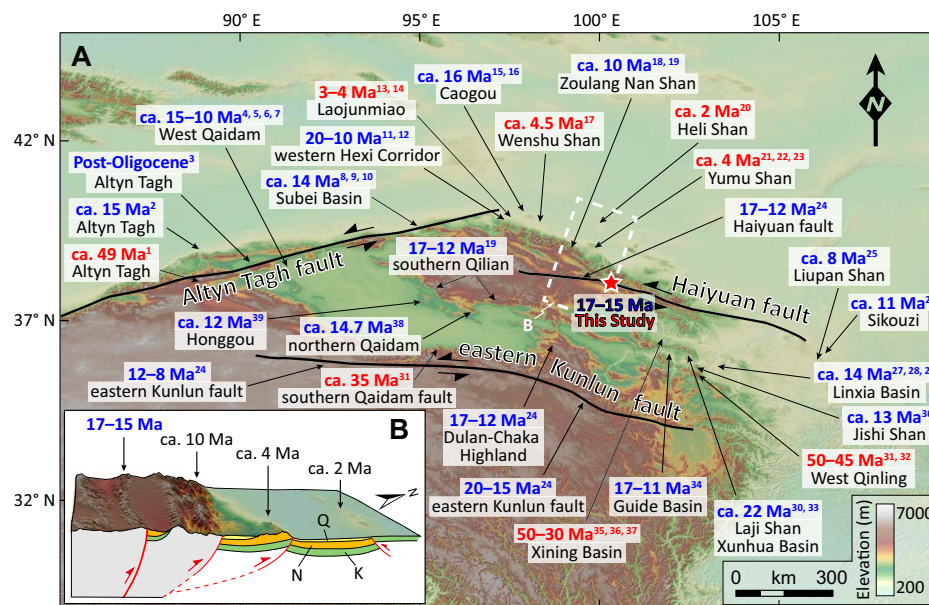 90° E
95° E
100° E
105° E
42° N
37° N
32° N
A
N
ca. 10 Ma18, 19
Zoulang Nan Shan
ca. 16 Ma15, 16
Caogou
3–4 Ma13, 14
Laojunmiao
ca. 2 Ma20
Heli Shan
ca. 15–10 Ma4, 5, 6, 7
West Qaidam
ca. 4.5 Ma17
Wenshu Shan
20–10 Ma11, 12
western Hexi Corridor
ca. 4 Ma21, 22, 23
Yumu Shan
Post-Oligocene3
Altyn Tagh
ca. 14 Ma8, 9, 10
Subei Basin
ca. 15 Ma2
Altyn Tagh
17–12 Ma24
Haiyuan fault
ca. 49 Ma1
Altyn Tagh
17–12 Ma19
southern Qilian
ca. 8 Ma25
Liupan Shan
Altyn Tagh fault
Haiyuan fault
17–15 Ma
This Study
B
ca. 11 Ma2
Sikouzi
ca. 12 Ma39
Honggou
ca. 14.7 Ma38
northern Qaidam
12–8 Ma24
eastern Kunlun fault
ca. 35 Ma31
southern Qaidam fault
eastern Kunlun fault
ca. 14 Ma27, 28, 2
Linxia Basin
ca. 13 Ma30
Jishi Shan
17–12 Ma24
Dulan-Chaka
Highland
50–45 Ma31, 32
West Qinling
20–15 Ma24
eastern Kunlun fault
17–11 Ma34
Guide Basin
ca. 22 Ma30, 33
Laji Shan
Xunhua Basin
50–30 Ma35, 36, 37
Xining Basin
B
17–15 Ma
ca. 10 Ma
ca. 4 Ma
ca. 2 Ma
N
Q
N
K
0 km 300
Elevation (m)
7000
200